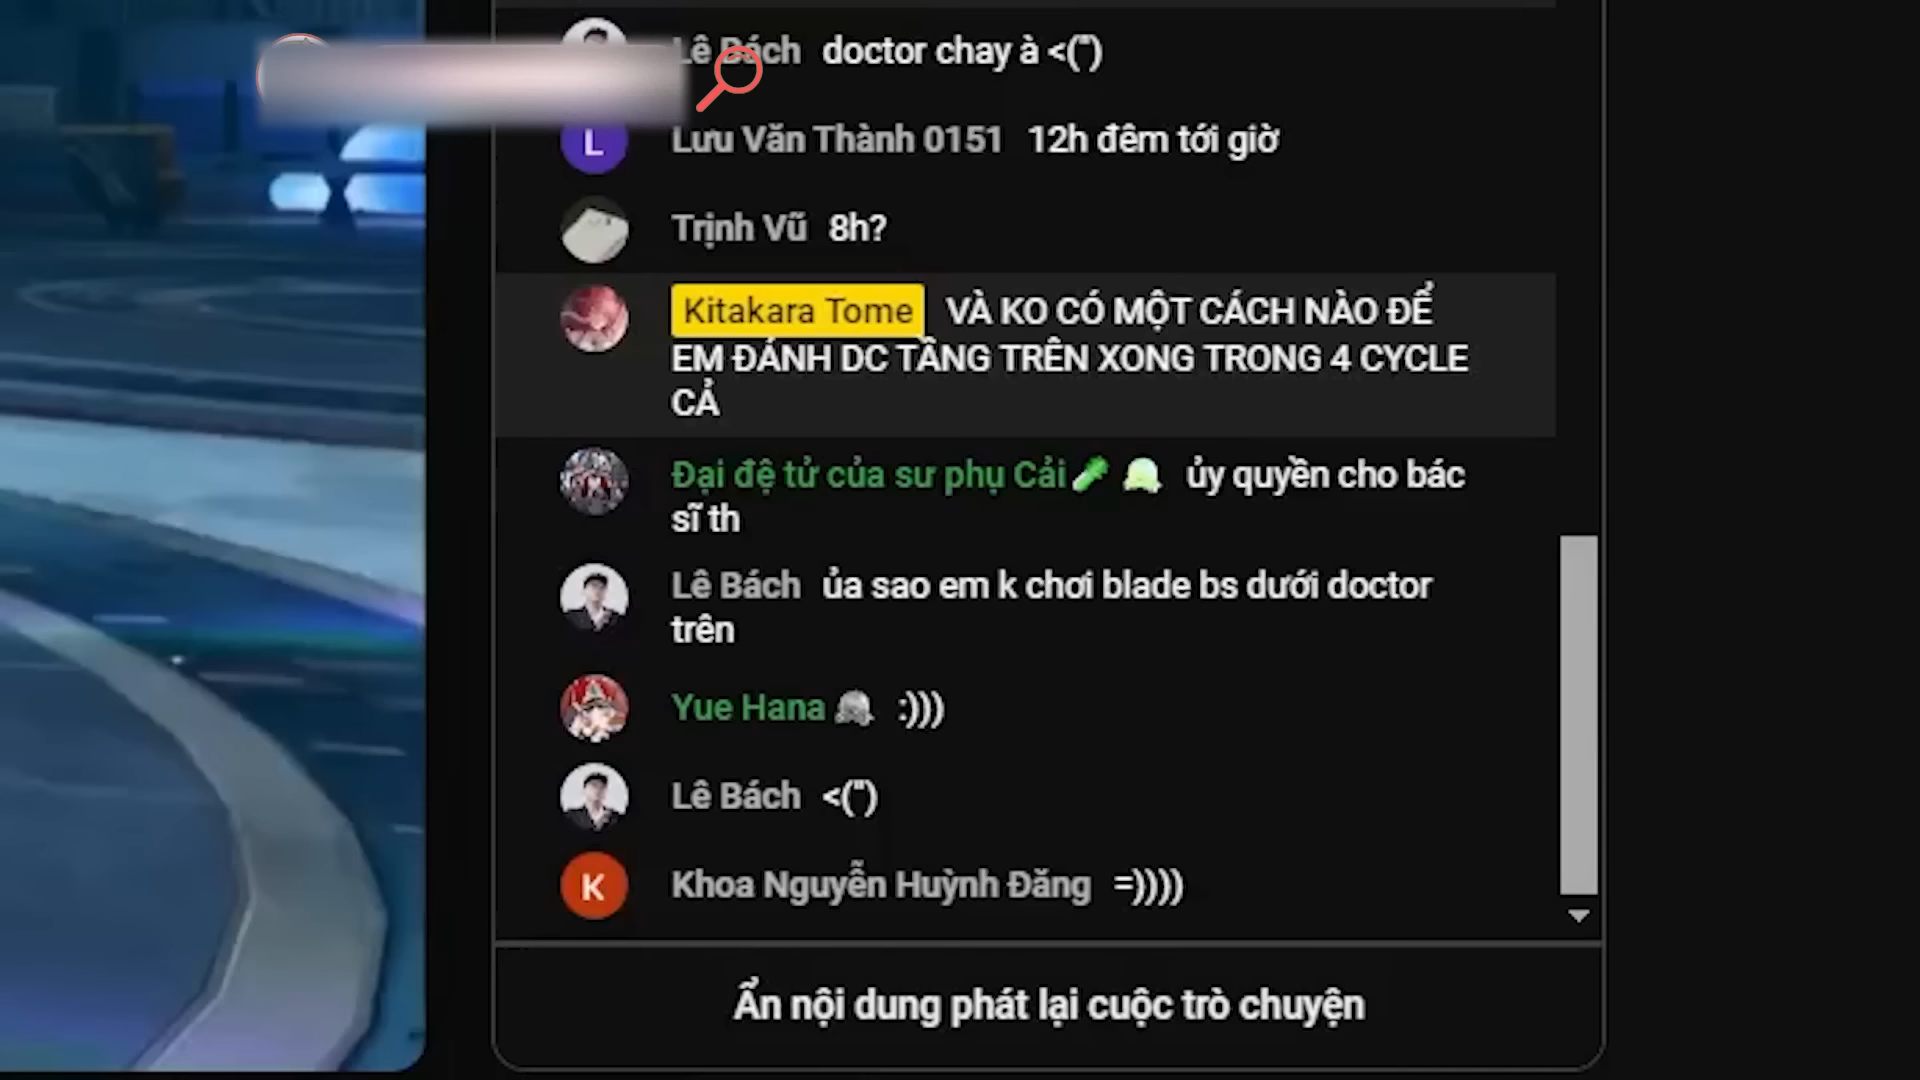 Lê Bách doctor chay à <(")
L Lưu Văn Thành 0151 12h đêm tới giờ
Trịnh Vũ 8h?
Kitakara Tome VÀ KO CÓ MỘT CÁCH NÀO ĐỂ
EM ĐÁNH DC TẦNG TRÊN XONG TRONG 4 CYCLE
CẢ
Đại đệ tử của sư phụ Cải ủy quyền cho bác
sĩ th
Lê Bách ủa sao em k chơi blade bs dưới doctor
trên
Yue Hana :)))
Lê Bách <(")
K Khoa Nguyễn Huỳnh Đăng =))))
Ẩn nội dung phát lại cuộc trò chuyện